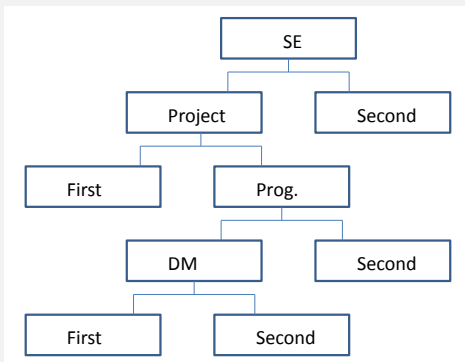 SE
Project
Second
First
Prog.
DM
Second
First
Second